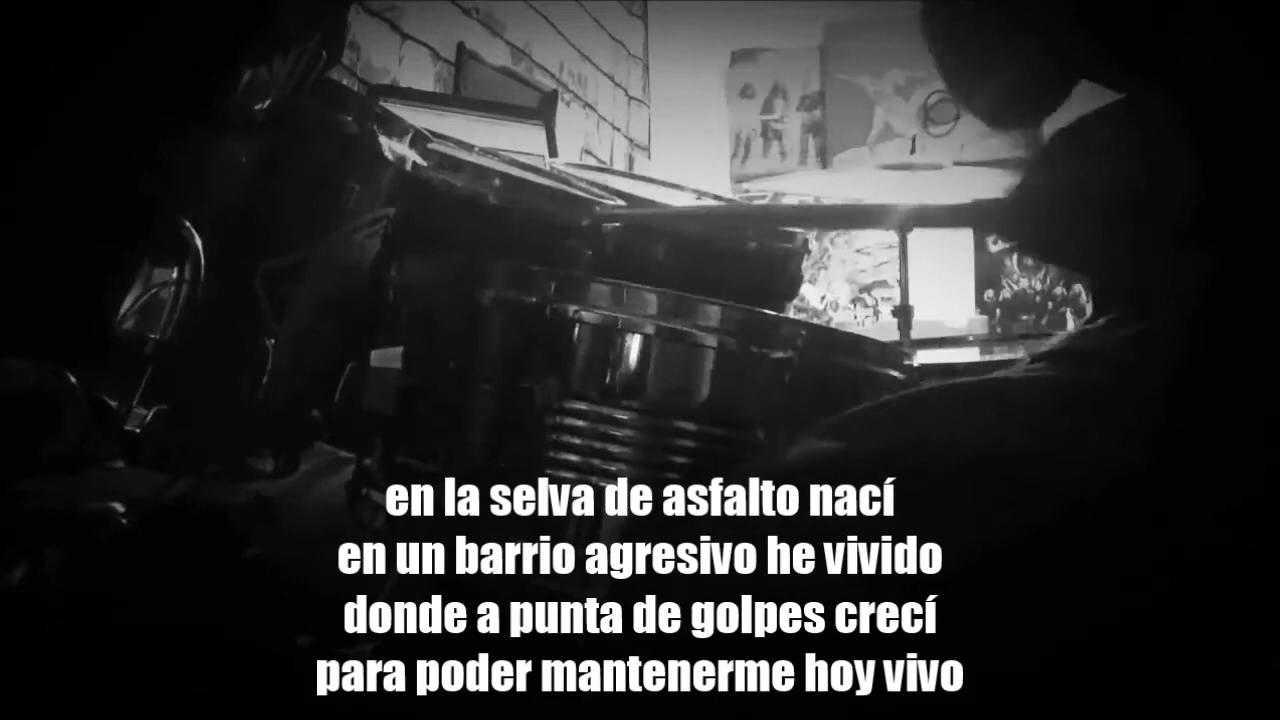 en la selva de asfalto nací
en un barrio agresivo he vivido
donde a punta de golpes crecí
para poder mantenerme hoy vivo